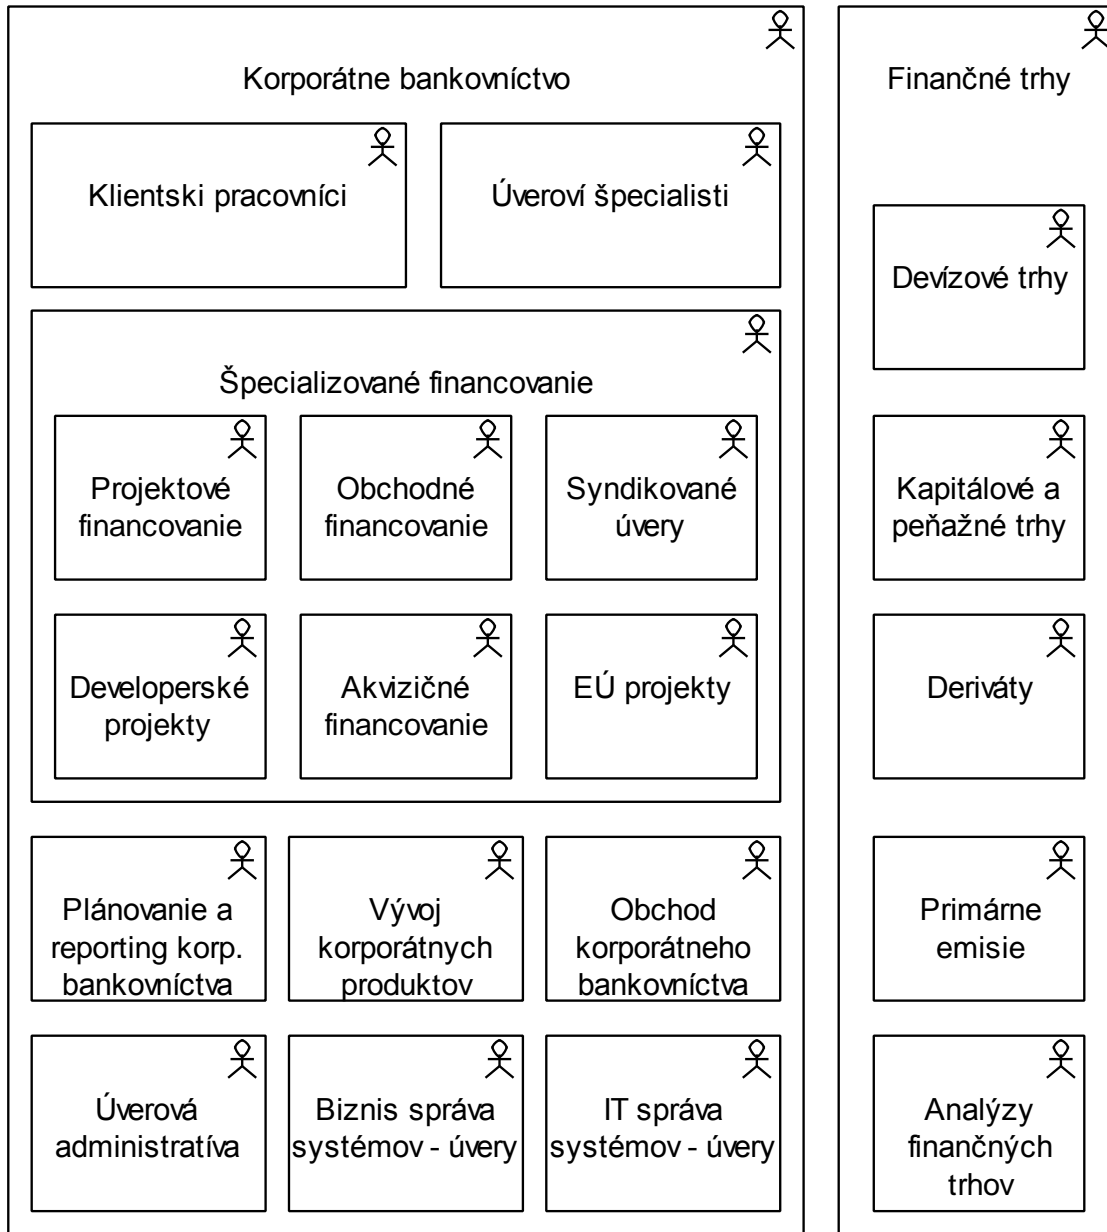 Korporátne bankovníctvo
Klientski pracovníci
Úveroví špecialisti
Špecializované financovanie
Projektové
financovanie
Obchodné
financovanie
Syndikované
úvery
Developerské
projekty
Akvizičné
financovanie
EÚ projekty
Plánovanie a
reporting korp.
bankovníctva
Vývoj
korporátnych
produktov
Obchod
korporátneho
bankovníctva
Úverová
administratíva
Biznis správa
systémov - úvery
IT správa
systémov - úvery
Finančné trhy
Devízové trhy
Kapitálové a
peňažné trhy
Deriváty
Primárne
emisie
Analýzy
finančných
trhov